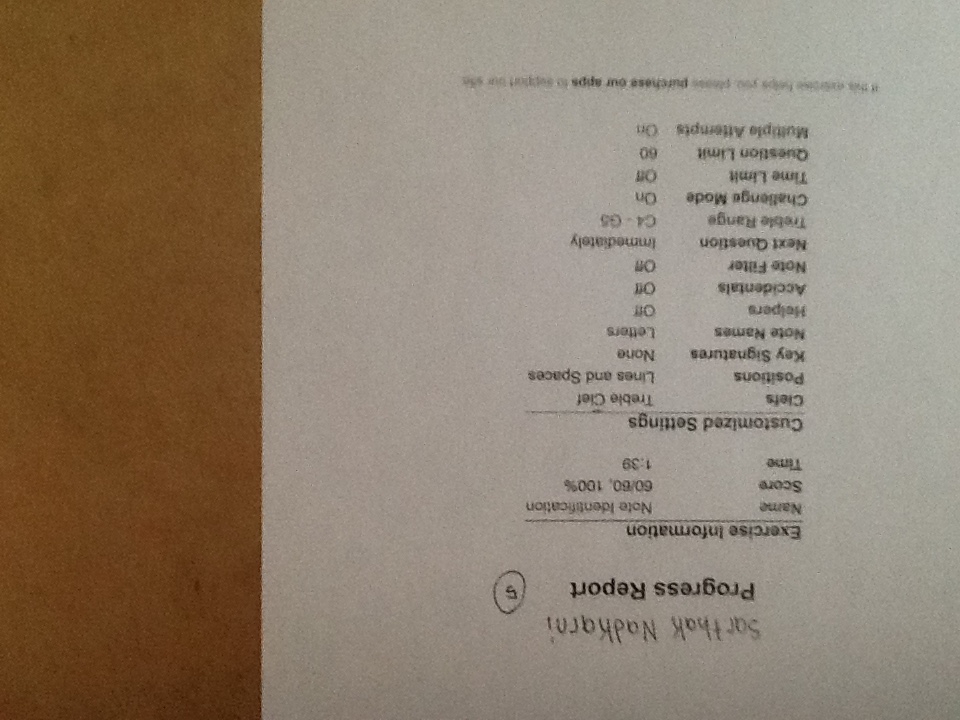 Sarthak Nadkarni
Progress Report 5
Exercise Information
Name Note Identification
Score 60/60, 100%
Time 1:39
Customized Settings
Clefs Treble Clef
Positions Lines and Spaces
Key Signatures None
Note Names Letters
Helpers Off
Accidentals Off
Note Filter Off
Next Question Immediately
Treble Range C4 - G5
Challenge Mode On
Time Limit Off
Question Limit 60
Multiple Attempts On
If this exercise helps you, please purchase our apps to support our site.